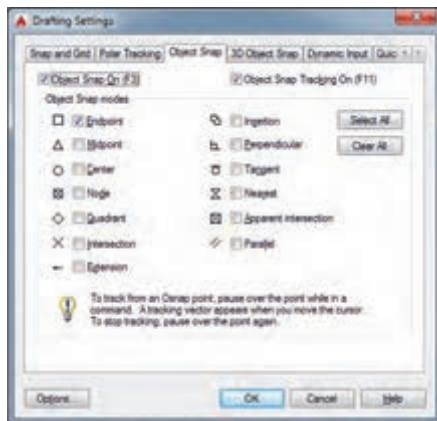 Drafting Settings
Snap and Grid Polar Tracking Object Snap 3D Object Snap Dynamic Input Quic
Object Snap On (F3) Object Snap Tracking On (F11)
Object Snap nodes
Endpoint Ingetion Select All
Midpoint Perpendicular Clear All
Center Tangent
Node Nearest
Quadrant Apparent intersection
Intersection Parallel
Extension
To track from an Osnap point, pause over the point while in a
command. A tracking vector appears when you move the cursor.
To stop tracking, pause over the point again.
Options... OK Cancel Help